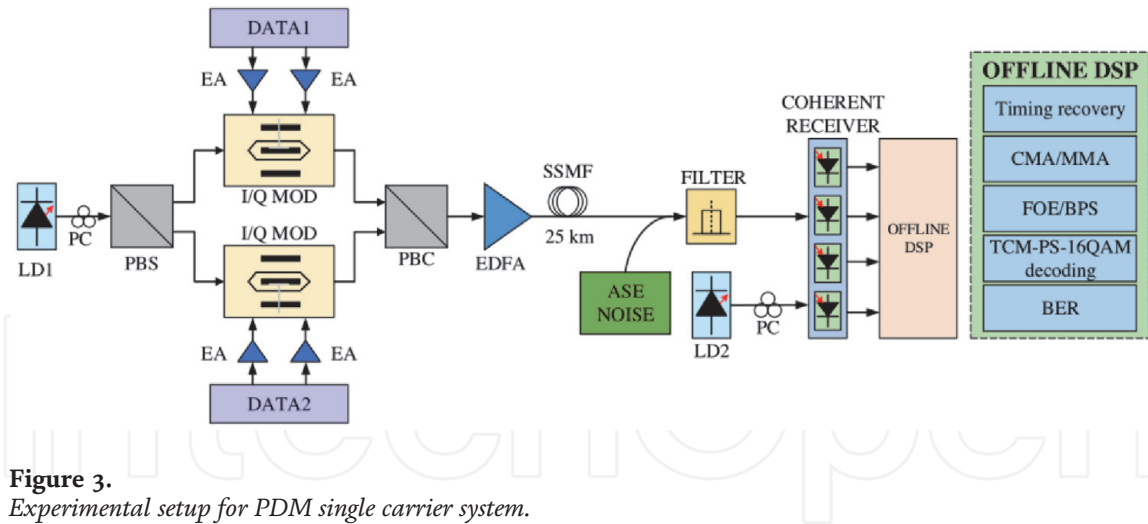 DATA1
EA
EA
I/Q MOD
LD1
PC
PBS
I/Q MOD
EA
EA
DATA2
PBC
EDFA
SSMF
25 km
ASE
NOISE
FILTER
LD2
PC
COHERENT
RECEIVER
OFFLINE
DSP
OFFLINE DSP
Timing recovery
CMA/MMA
FOE/BPS
TCM-PS-16QAM
decoding
BER
IntechOpen
Figure 3.
Experimental setup for PDM single carrier system.